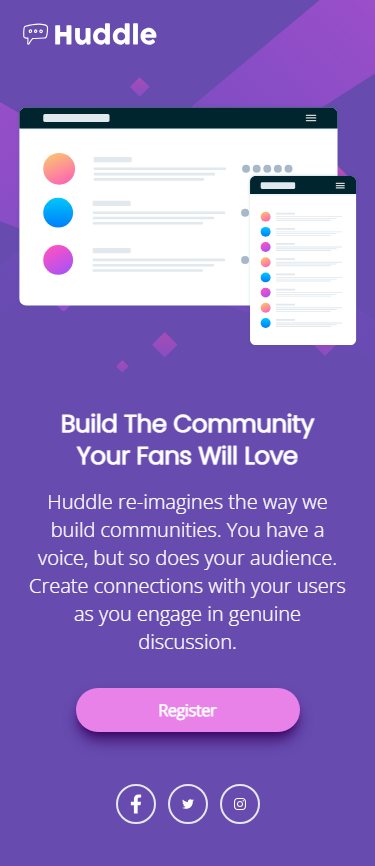 Huddle
Build The Community
Your Fans Will Love
Huddle re-imagines the way we
build communities. You have a
voice, but so does your audience.
Create connections with your users
as you engage in genuine
discussion.
Register